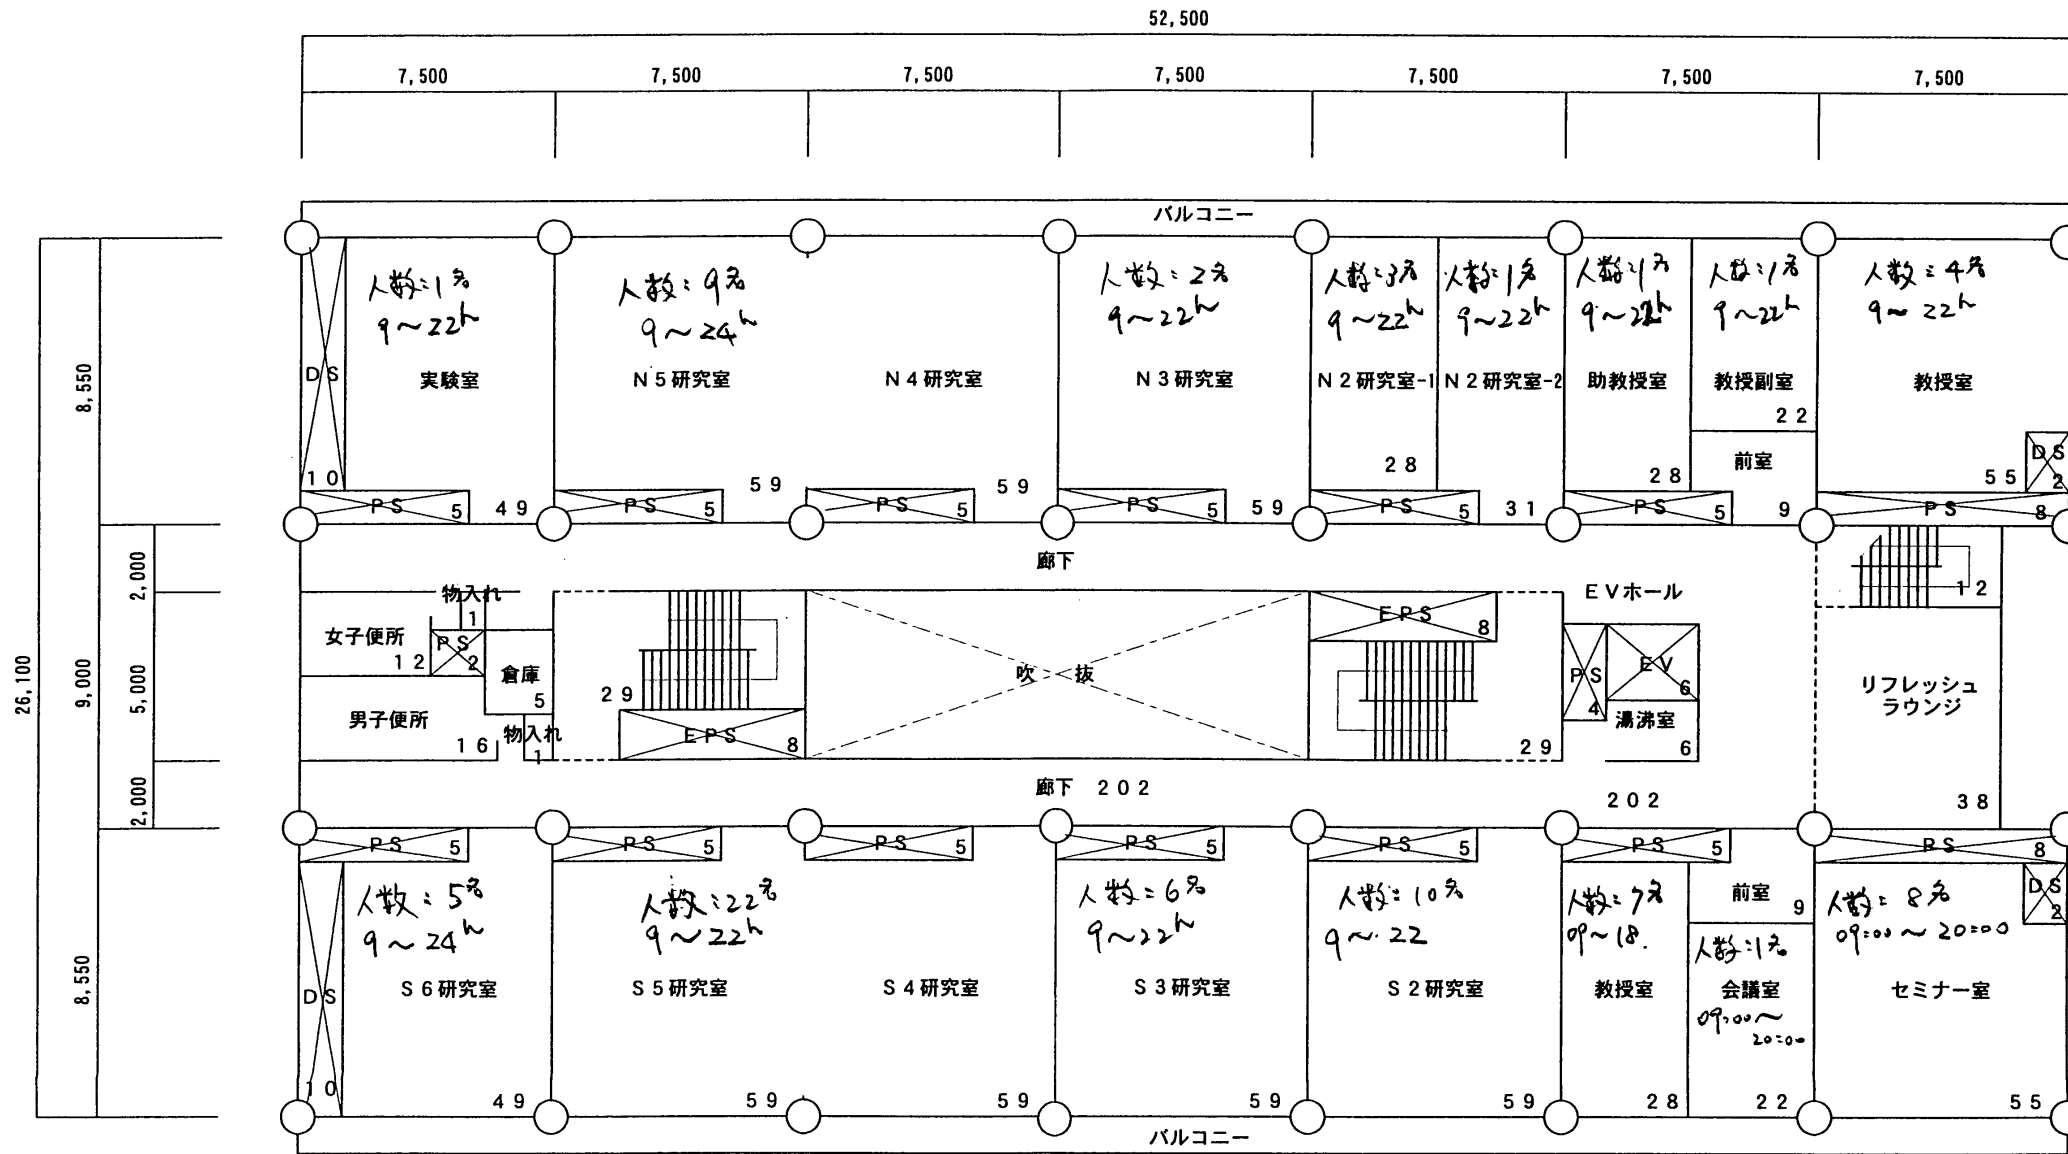 52,500
7,500 7,500 7,500 7,500 7,500 7,500 7,500
バルコニー
人数:1名
9〜22h
人数:9名
9〜24h
人数:2名
9〜22h
人数:3名
9〜22h
人数:1名
9〜22h
人数:1名
9〜22h
人数:1名
9〜22h
人数:4名
9〜22h
DS 実験室 N5研究室 N4研究室 N3研究室 N2研究室-1 N2研究室-2 助教授室 教授副室 教授室
22
前室
DS
10 59 59 28 28 55 2
PS 5 49 PS 5 PS 5 PS 5 59 PS 5 31 PS 5 9 PS 8
8,550
26,100
9,000
2,000
5,000
2,000
8,550
廊下
物入れ
1
EVホール
12
女子便所
12
PS
2
倉庫
5
男子便所
16
物入れ
1
29
EPS 8
吹 抜
EPS 8
29
PS
4
EV
6
湯沸室
6
リフレッシュ
ラウンジ
38
廊下 202
202
PS 5 PS 5 PS 5 PS 5 PS 5 PS 5 PS 8
前室
9
DS
2
人数:5名
9〜24h
人数:22名
9〜22h
人数:6名
9〜22h
人数:10名
9〜22
人数:7名
09〜18.
人数:1名
会議室
09:00〜
20:00
人数:8名
09:00〜20:00
DS S6研究室 S5研究室 S4研究室 S3研究室 S2研究室 教授室 セミナー室
10 49 59 59 59 59 28 22 55
バルコニー